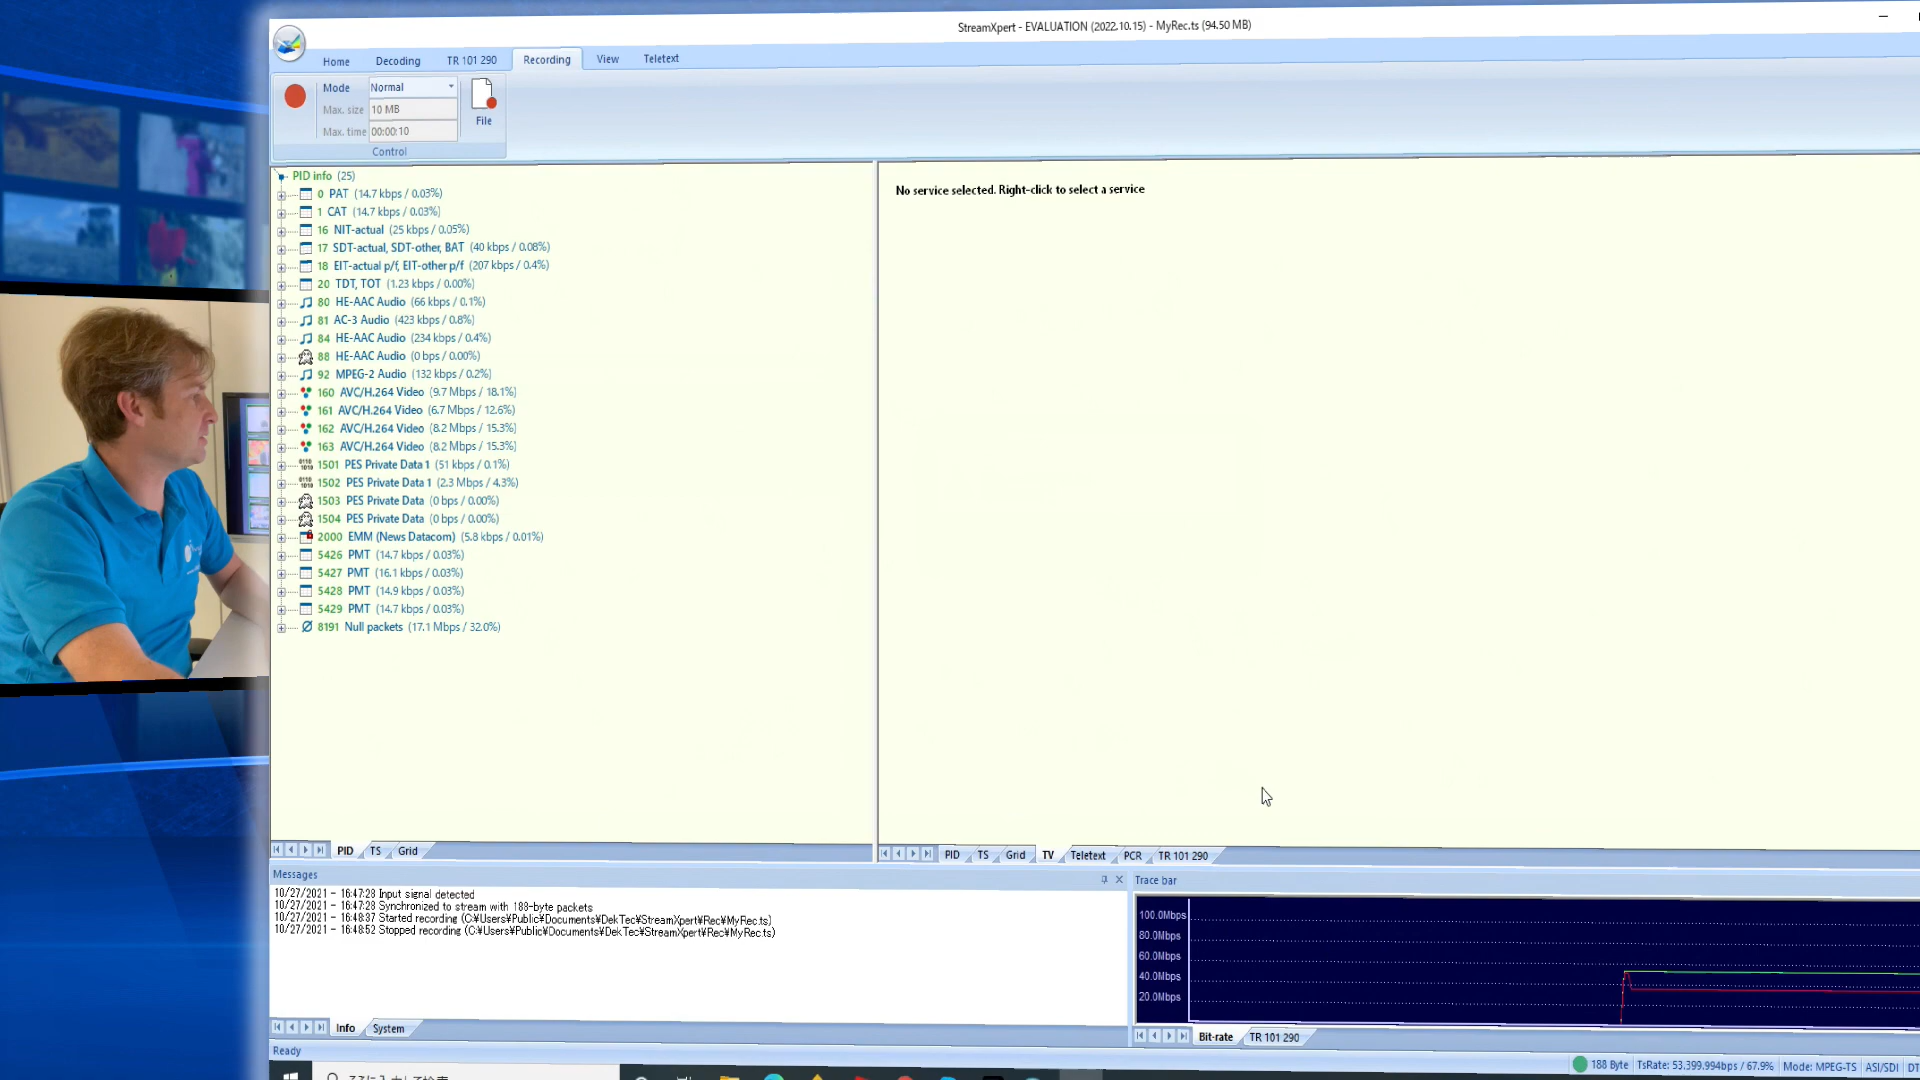 StreamXpert - EVALUATION (2022.10.15) - MyRec.ts (94.50 MB)
Home Decoding TR 101 290 Recording View Teletext
Mode Normal
Max. size 10 MB
Max. time 00:00:10
File
Control
PID info (25)
0 PAT (14.7 kbps / 0.03%)
1 CAT (14.7 kbps / 0.03%)
16 NIT-actual (25 kbps / 0.05%)
17 SDT-actual, SDT-other, BAT (40 kbps / 0.08%)
18 EIT-actual p/f, EIT-other p/f (207 kbps / 0.4%)
20 TDT, TOT (1.23 kbps / 0.00%)
80 HE-AAC Audio (66 kbps / 0.1%)
81 AC-3 Audio (423 kbps / 0.8%)
84 HE-AAC Audio (234 kbps / 0.4%)
88 HE-AAC Audio (0 bps / 0.00%)
92 MPEG-2 Audio (132 kbps / 0.2%)
160 AVC/H.264 Video (9.7 Mbps / 18.1%)
161 AVC/H.264 Video (6.7 Mbps / 12.6%)
162 AVC/H.264 Video (8.2 Mbps / 15.3%)
163 AVC/H.264 Video (8.2 Mbps / 15.3%)
1501 PES Private Data 1 (51 kbps / 0.1%)
1502 PES Private Data 1 (2.3 Mbps / 4.3%)
1503 PES Private Data (0 bps / 0.00%)
1504 PES Private Data (0 bps / 0.00%)
2000 EMM (News Datacom) (5.8 kbps / 0.01%)
5426 PMT (14.7 kbps / 0.03%)
5427 PMT (16.1 kbps / 0.03%)
5428 PMT (14.9 kbps / 0.03%)
5429 PMT (14.7 kbps / 0.03%)
8191 Null packets (17.1 Mbps / 32.0%)
PID TS Grid
No service selected. Right-click to select a service
PID TS Grid TV Teletext PCR TR 101 290
Messages
10/27/2021 - 16:47:28 Input signal detected
10/27/2021 - 16:47:28 Synchronized to stream with 188-byte packets
10/27/2021 - 16:48:37 Started recording (C:¥Users¥Public¥Documents¥DekTec¥StreamXpert¥Rec¥MyRec.ts)
10/27/2021 - 16:48:52 Stopped recording (C:¥Users¥Public¥Documents¥DekTec¥StreamXpert¥Rec¥MyRec.ts)
Info System
Trace bar
100.0Mbps
80.0Mbps
60.0Mbps
40.0Mbps
20.0Mbps
Bit-rate TR 101 290
Ready
188 Byte TsRate: 53,399,994bps / 67.9% Mode: MPEG-TS ASI/SDI DT